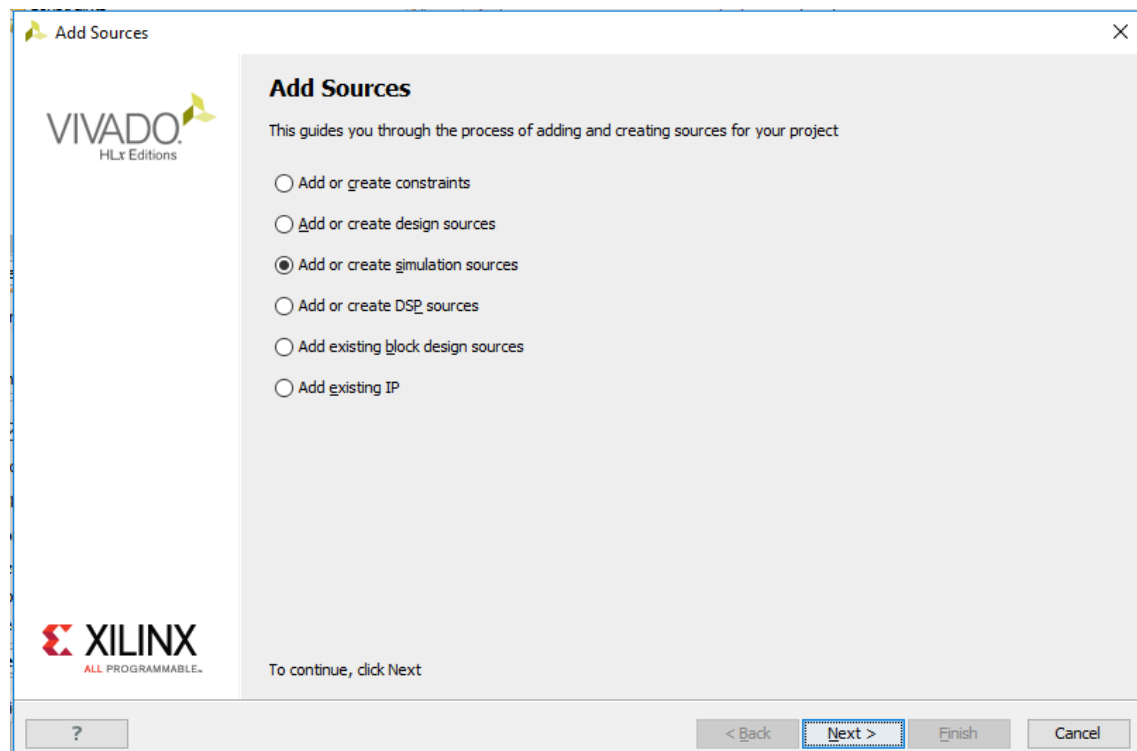 Add Sources
VIVADO.
HLx Editions
Add Sources
This guides you through the process of adding and creating sources for your project
Add or create constraints
Add or create design sources
Add or create simulation sources
Add or create DSP sources
Add existing block design sources
Add existing IP
XILINX
ALL PROGRAMMABLE™
To continue, click Next
?
< Back
Next >
Finish
Cancel